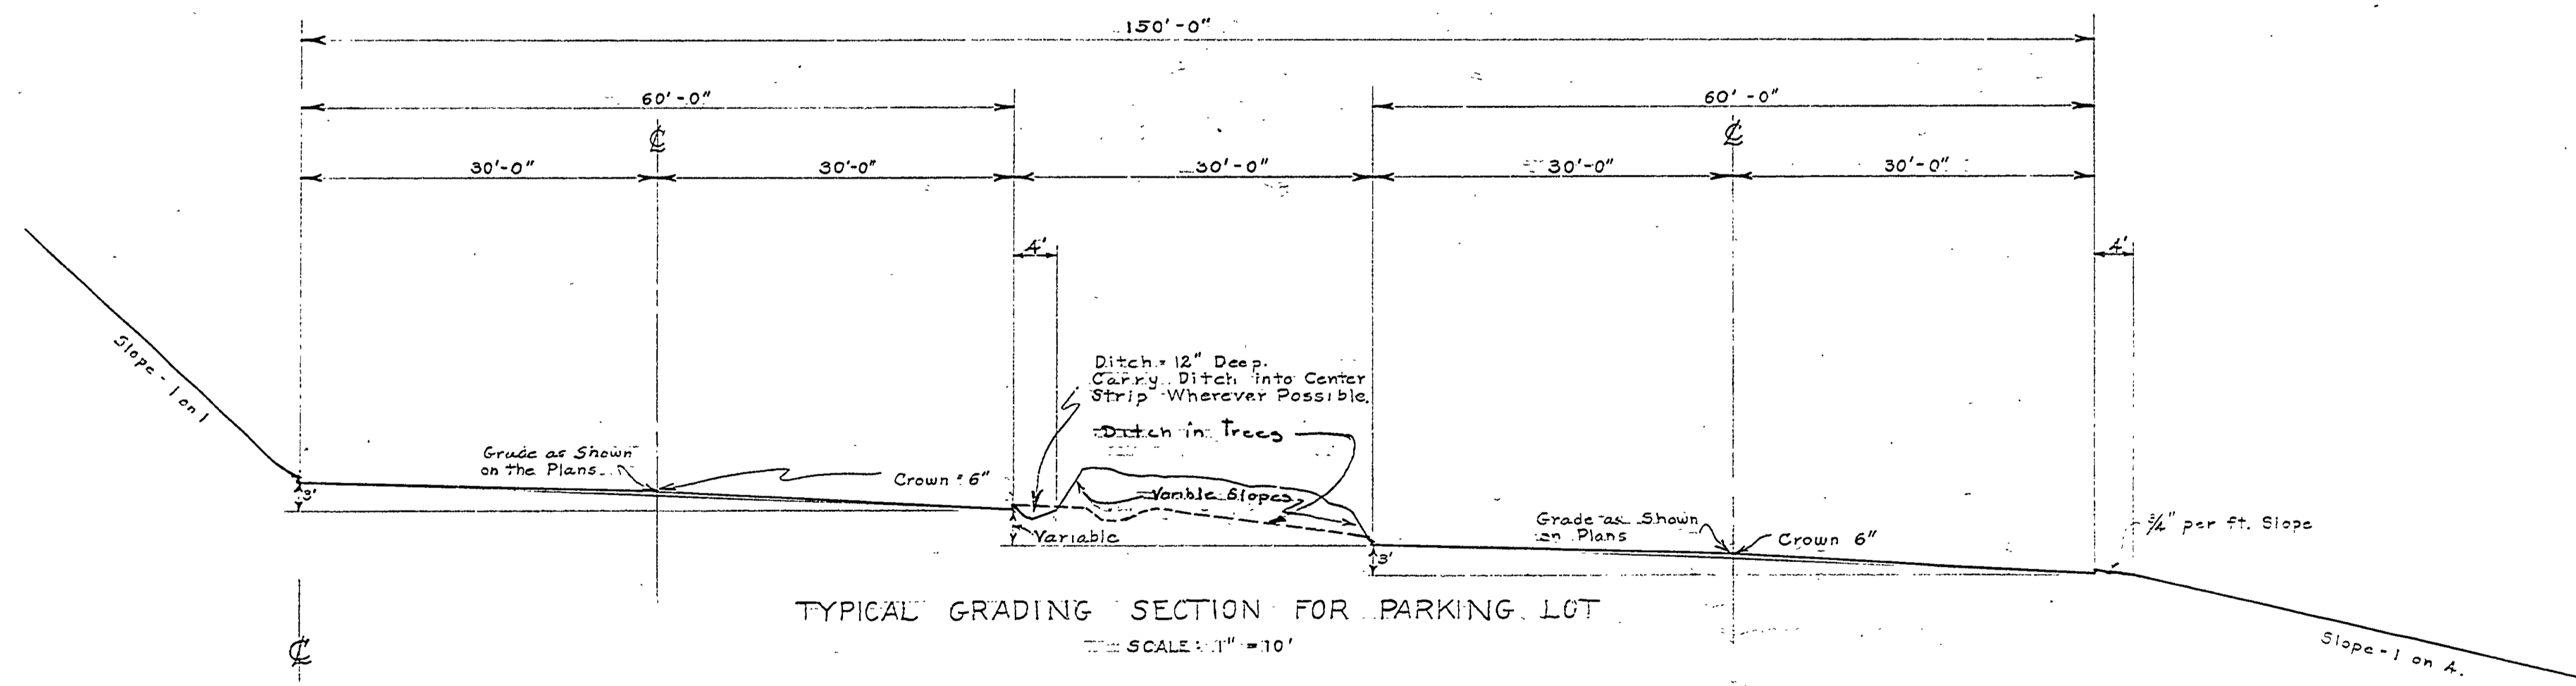 150'-0"
60'-0"
60'-0"
℄
℄
30'-0"
30'-0"
30'-0"
30'-0"
30'-0"
4'
4'
Slope - 1 on 1
Ditch = 12" Deep.
Carry Ditch into Center
Strip Wherever Possible.
Ditch in Trees
Grade as Shown
on the Plans
Crown = 6"
3'
Varible Slopes
Variable
Grade as Shown
on Plans
Crown 6"
3'
3/4" per ft. Slope
Slope - 1 on 4.
TYPICAL GRADING SECTION FOR PARKING LOT
SCALE: 1" = 10'
℄